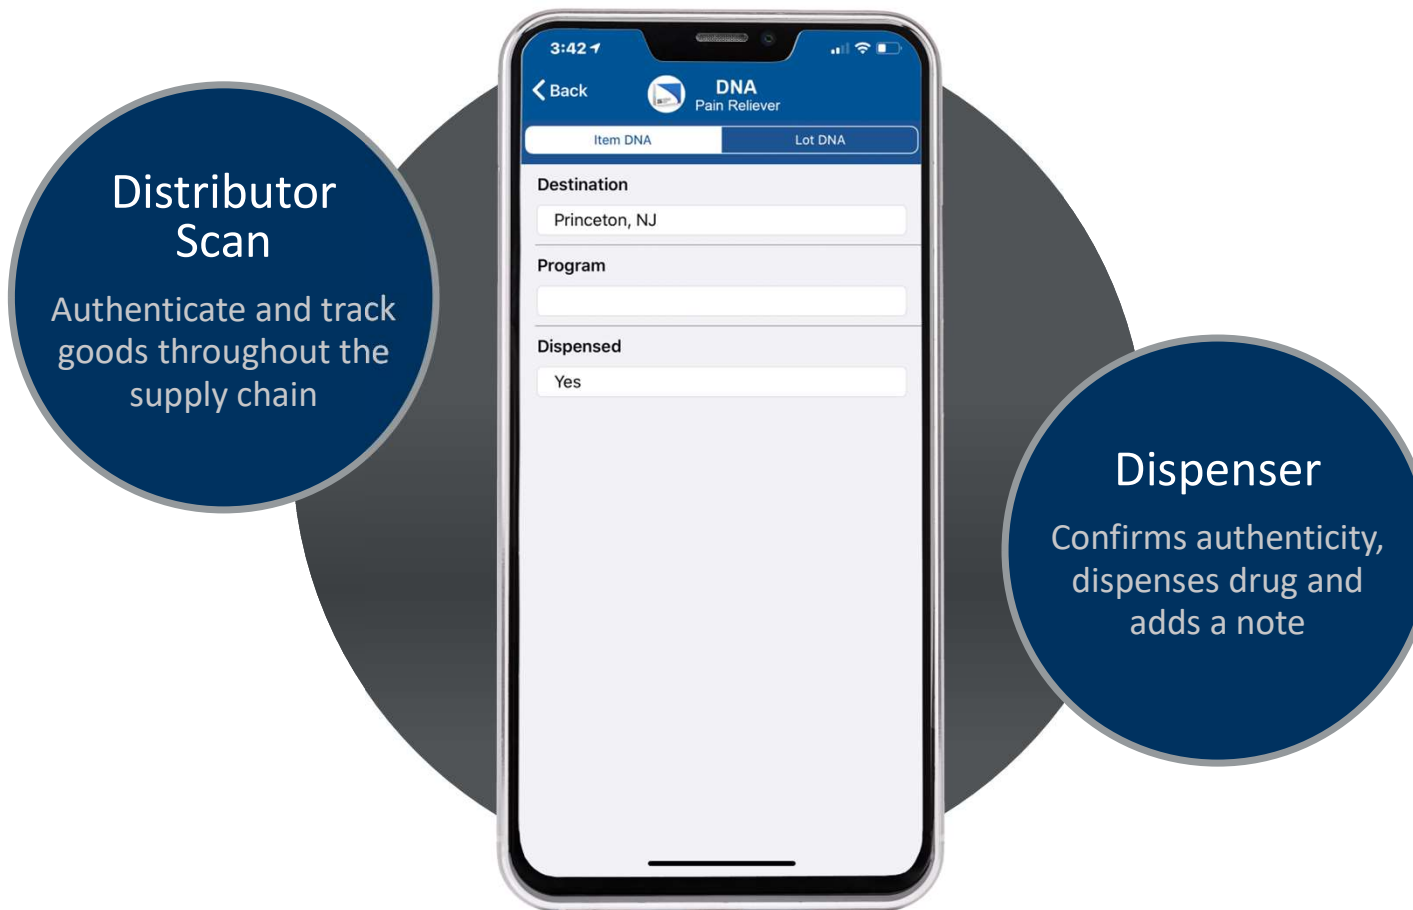 Distributor
Scan
Authenticate and track
goods throughout the
supply chain
3:42
Back
DNA
Pain Reliever
Item DNA
Lot DNA
Destination
Princeton, NJ
Program
Dispensed
Yes
Dispenser
Confirms authenticity,
dispenses drug and
adds a note